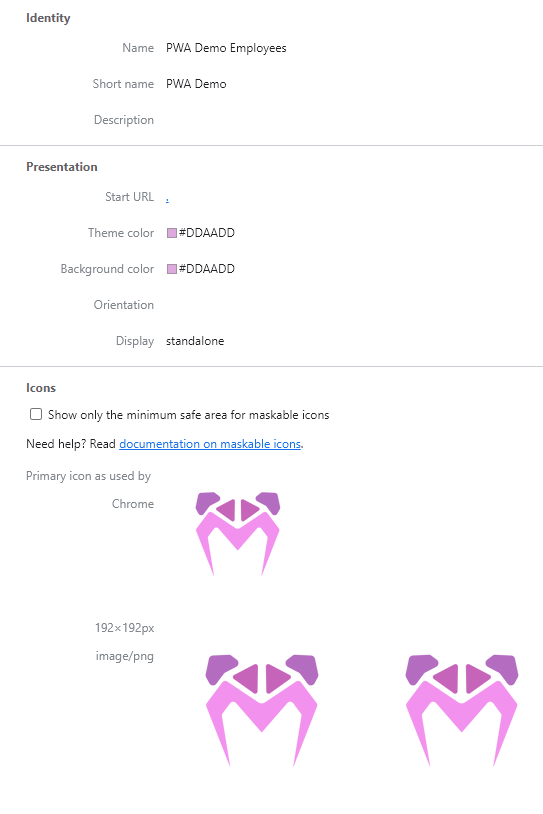 Identity
Name PWA Demo Employees
Short name PWA Demo
Description
Presentation
Start URL .
Theme color #DDAADD
Background color #DDAADD
Orientation
Display standalone
Icons
Show only the minimum safe area for maskable icons
Need help? Read documentation on maskable icons.
Primary icon as used by
Chrome
192×192px
image/png